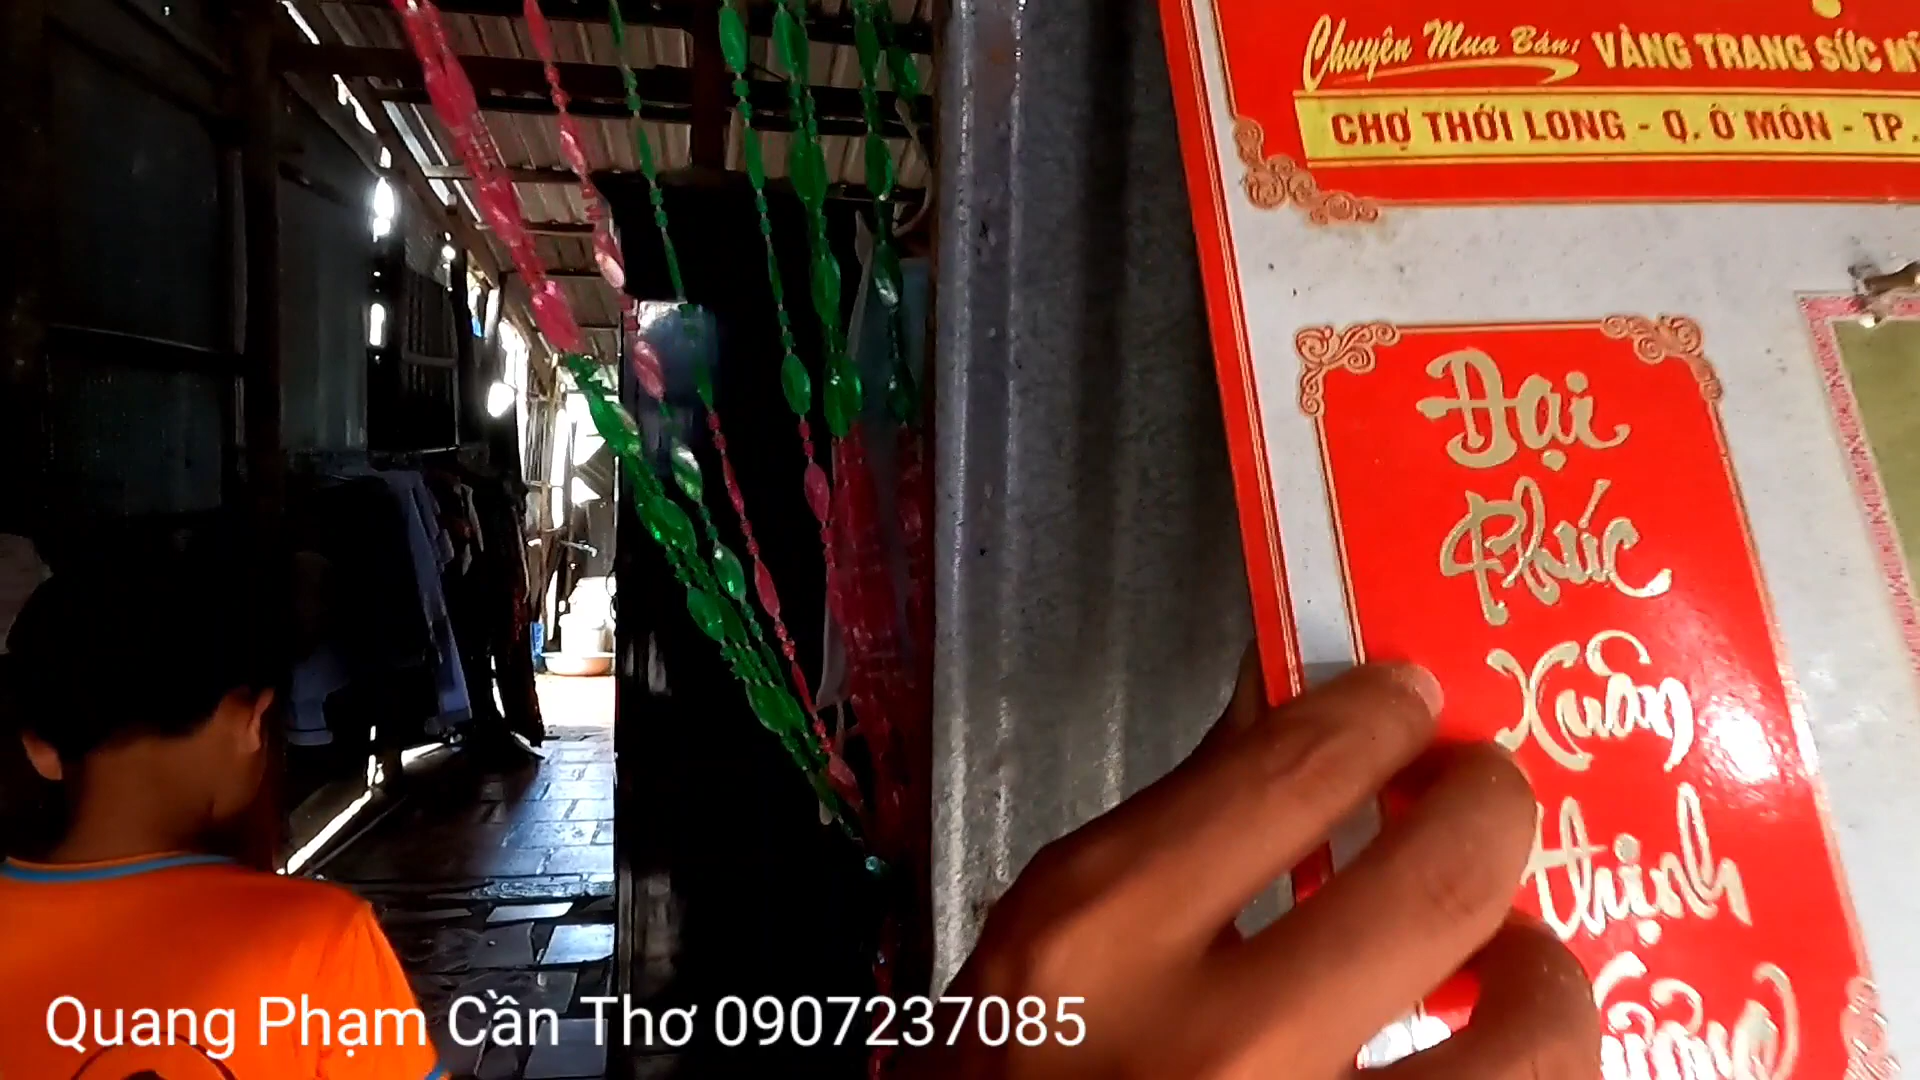 Chuyên Mua Bán: VÀNG TRANG SỨC MỸ
CHỢ THỚI LONG - Q. Ô MÔN - TP.
Đại
Phúc
Xuân
thịnh
Quang Phạm Cần Thơ 0907237085